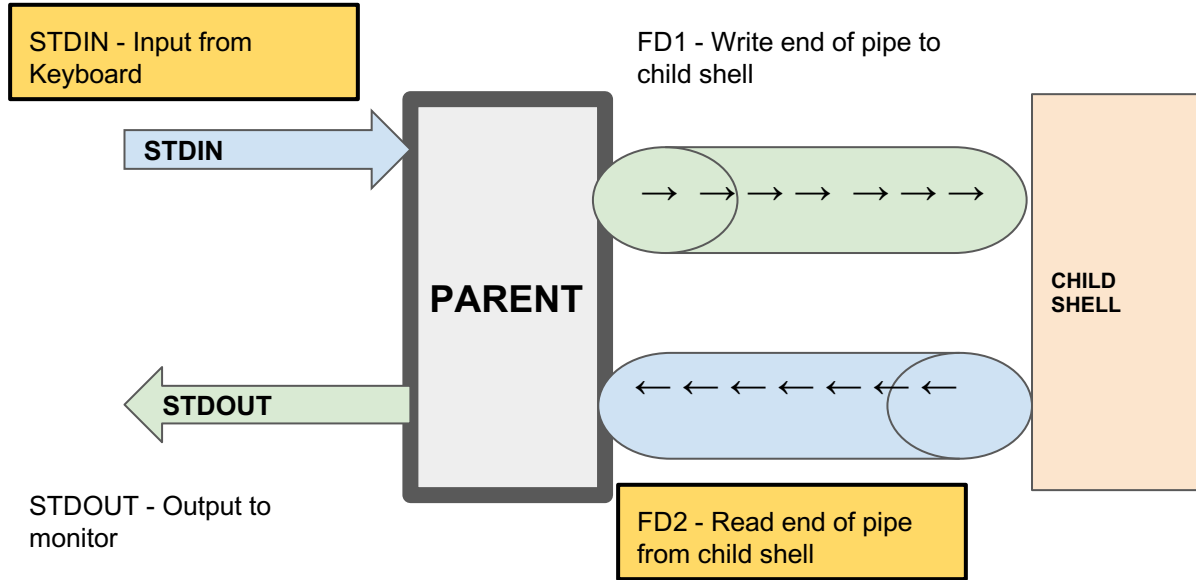 STDIN - Input from
Keyboard
FD1 - Write end of pipe to
child shell
STDIN
PARENT
CHILD
SHELL
STDOUT
STDOUT - Output to
monitor
FD2 - Read end of pipe
from child shell